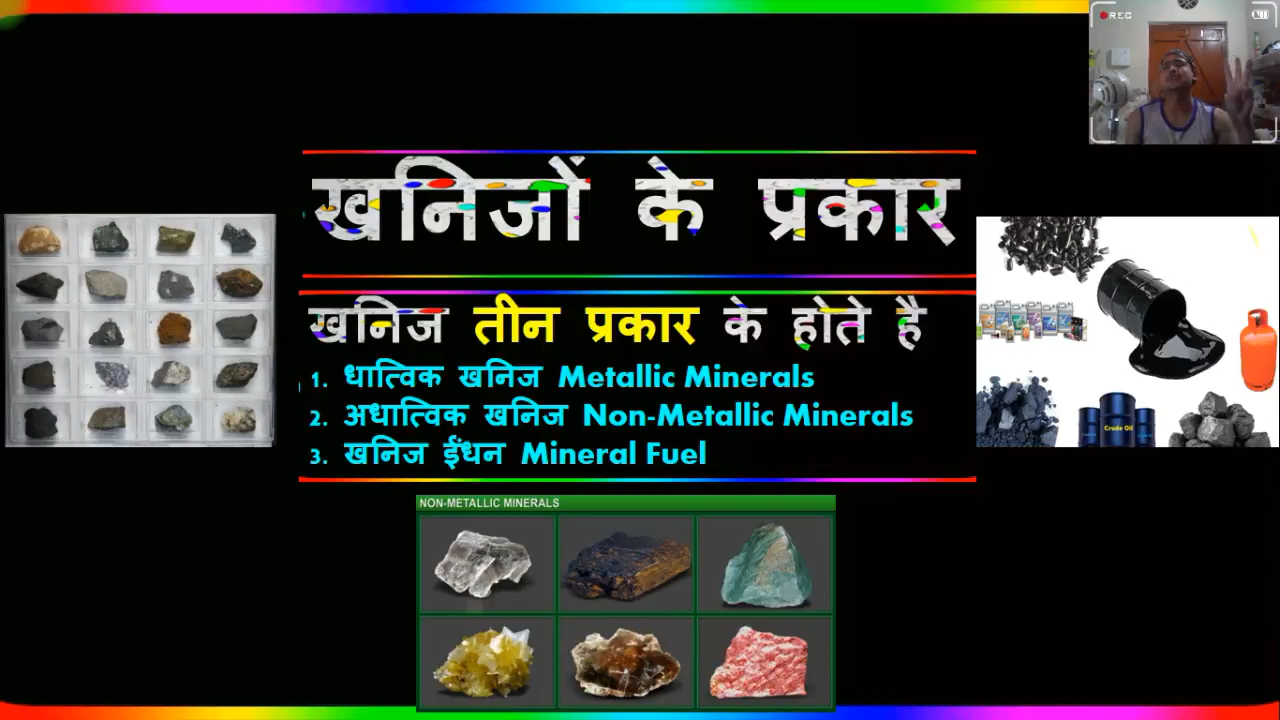 REC
खनिजों के प्रकार
खनिज तीन प्रकार के होते है
1. धात्विक खनिज Metallic Minerals
2. अधात्विक खनिज Non-Metallic Minerals
3. खनिज ईंधन Mineral Fuel
Crude Oil
NON-METALLIC MINERALS